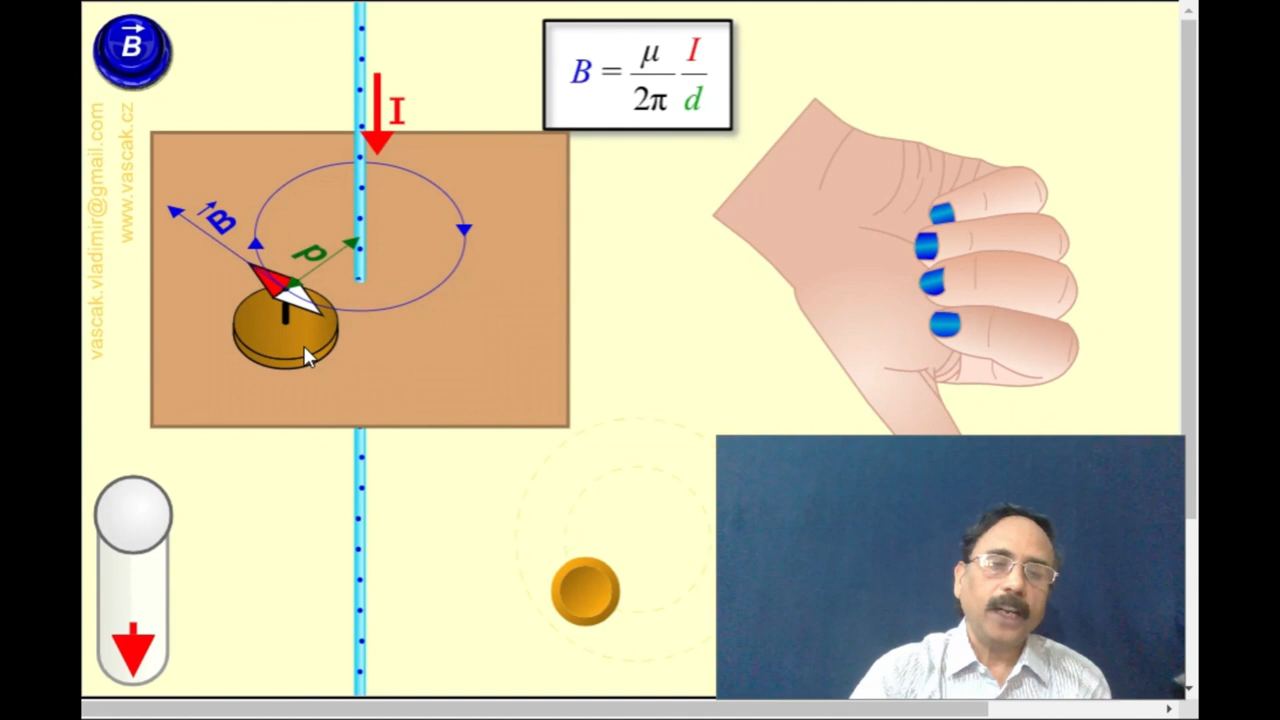 B
I
B = μ I
2π d
B
d
vascak.vladimir@gmail.com
www.vascak.cz